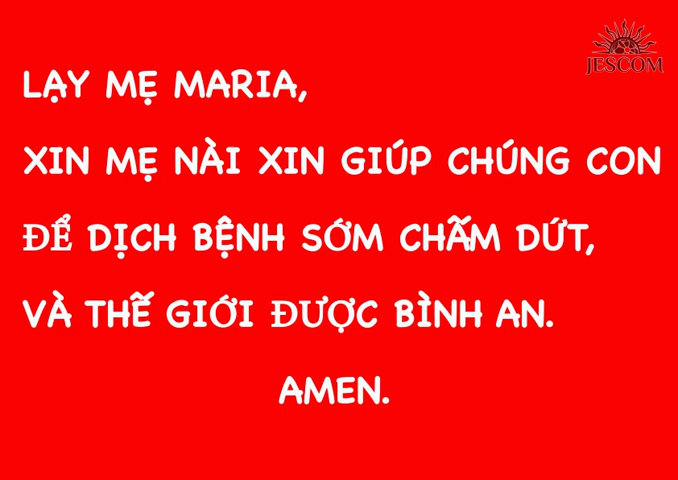 JESCOM
LẠY MẸ MARIA,
XIN MẸ NÀI XIN GIÚP CHÚNG CON
ĐỂ DỊCH BỆNH SỚM CHẤM DỨT,
VÀ THẾ GIỚI ĐƯỢC BÌNH AN.
AMEN.